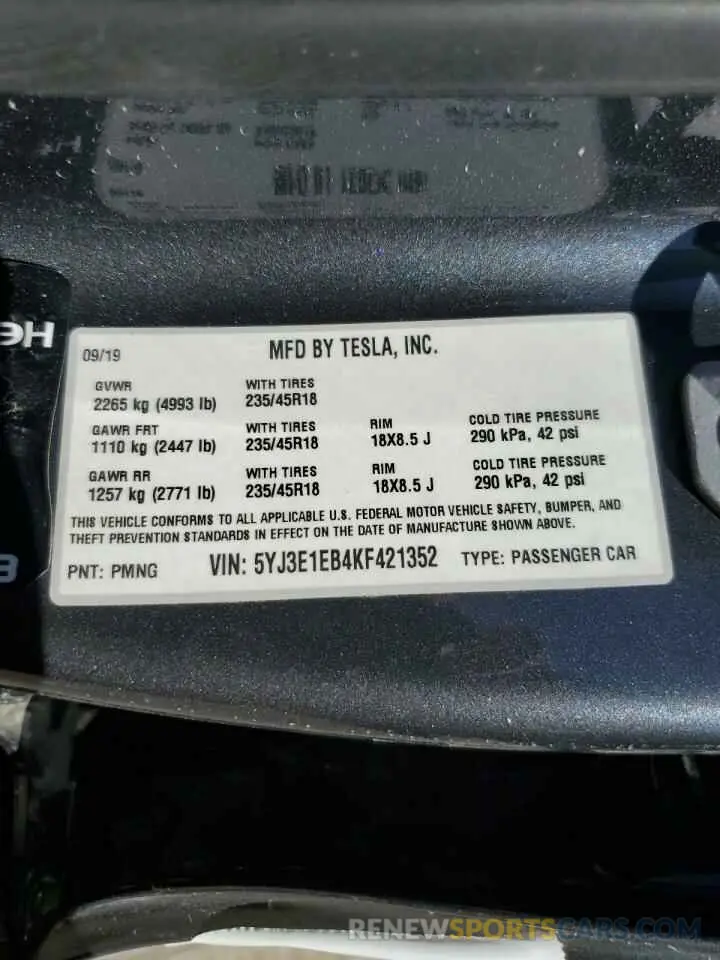 09/19 MFD BY TESLA, INC.
GVWR WITH TIRES
2265 kg (4993 lb) 235/45R18
GAWR FRT WITH TIRES RIM COLD TIRE PRESSURE
1110 kg (2447 lb) 235/45R18 18X8.5 J 290 kPa, 42 psi
GAWR RR WITH TIRES RIM COLD TIRE PRESSURE
1257 kg (2771 lb) 235/45R18 18X8.5 J 290 kPa, 42 psi
THIS VEHICLE CONFORMS TO ALL APPLICABLE U.S. FEDERAL MOTOR VEHICLE SAFETY, BUMPER, AND
THEFT PREVENTION STANDARDS IN EFFECT ON THE DATE OF MANUFACTURE SHOWN ABOVE.
PNT: PMNG VIN: 5YJ3E1EB4KF421352 TYPE: PASSENGER CAR
RENEWSPORTSCARS.COM